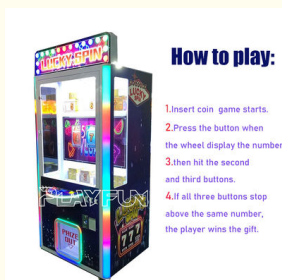 LUCKY SPIN
How to play:
1.Insert coin game starts.
2.Press the button when
the wheel display the number
3.then hit the second
and third buttons.
4.If all three buttons stop
above the same number,
the player wins the gift.
PLAYFUN
PRIZE
OUT
777